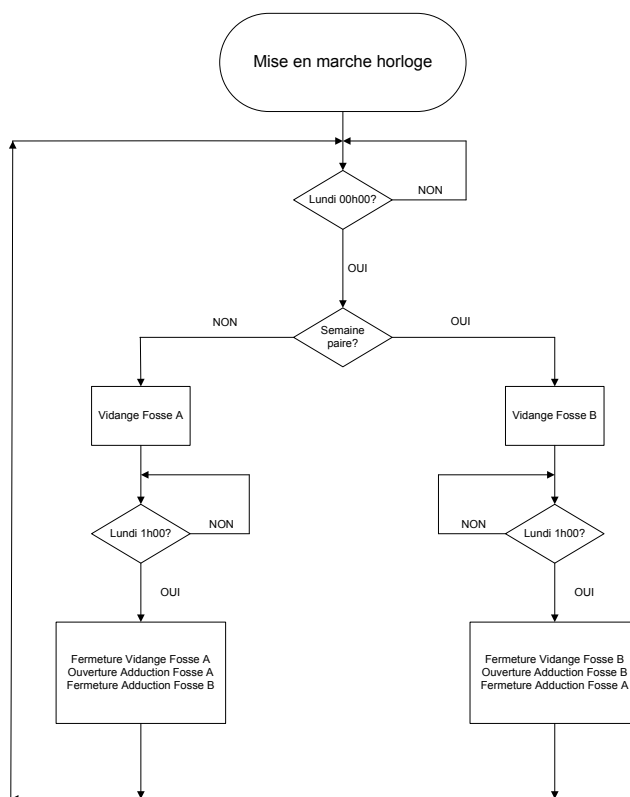 Mise en marche horloge
Lundi 00h00?
NON
OUI
Semaine
paire?
NON
OUI
Vidange Fosse A
Vidange Fosse B
Lundi 1h00?
NON
NON
Lundi 1h00?
OUI
OUI
Fermeture Vidange Fosse A
Ouverture Adduction Fosse A
Fermeture Adduction Fosse B
Fermeture Vidange Fosse B
Ouverture Adduction Fosse B
Fermeture Adduction Fosse A